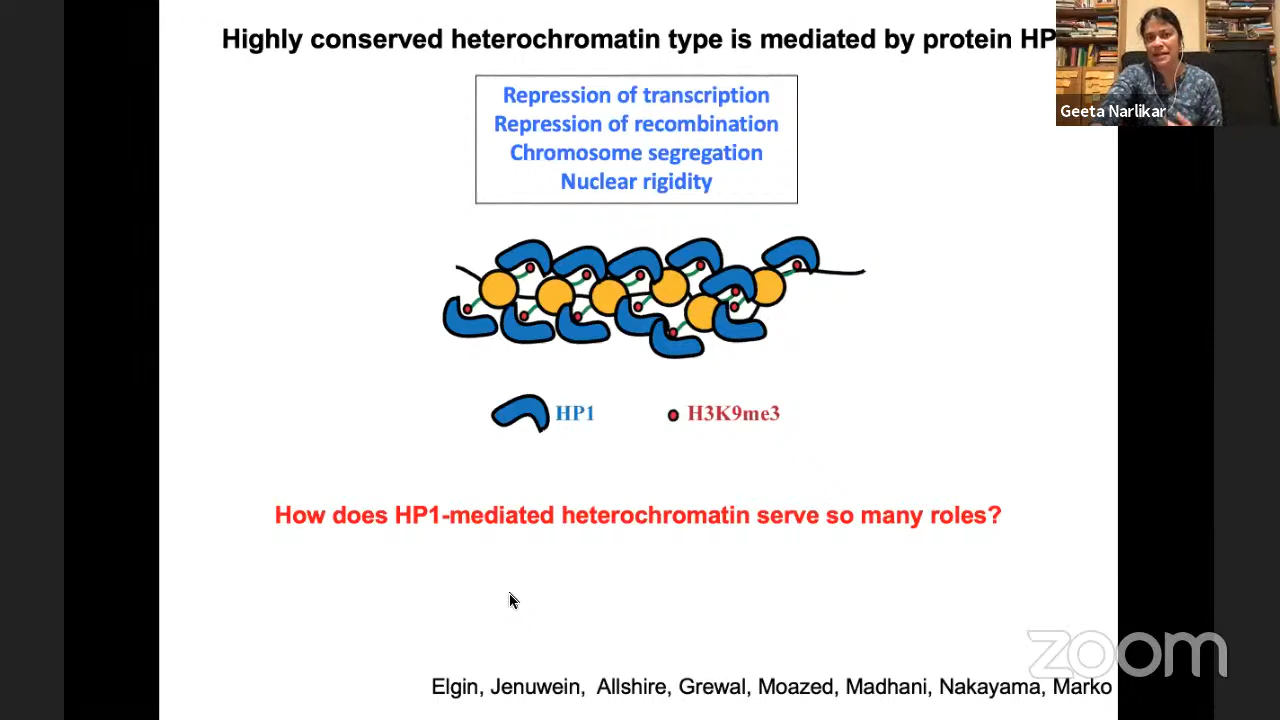 Highly conserved heterochromatin type is mediated by protein HP
Geeta Narlikar
Repression of transcription
Repression of recombination
Chromosome segregation
Nuclear rigidity
HP1
H3K9me3
How does HP1-mediated heterochromatin serve so many roles?
zoom
Elgin, Jenuwein, Allshire, Grewal, Moazed, Madhani, Nakayama, Marko